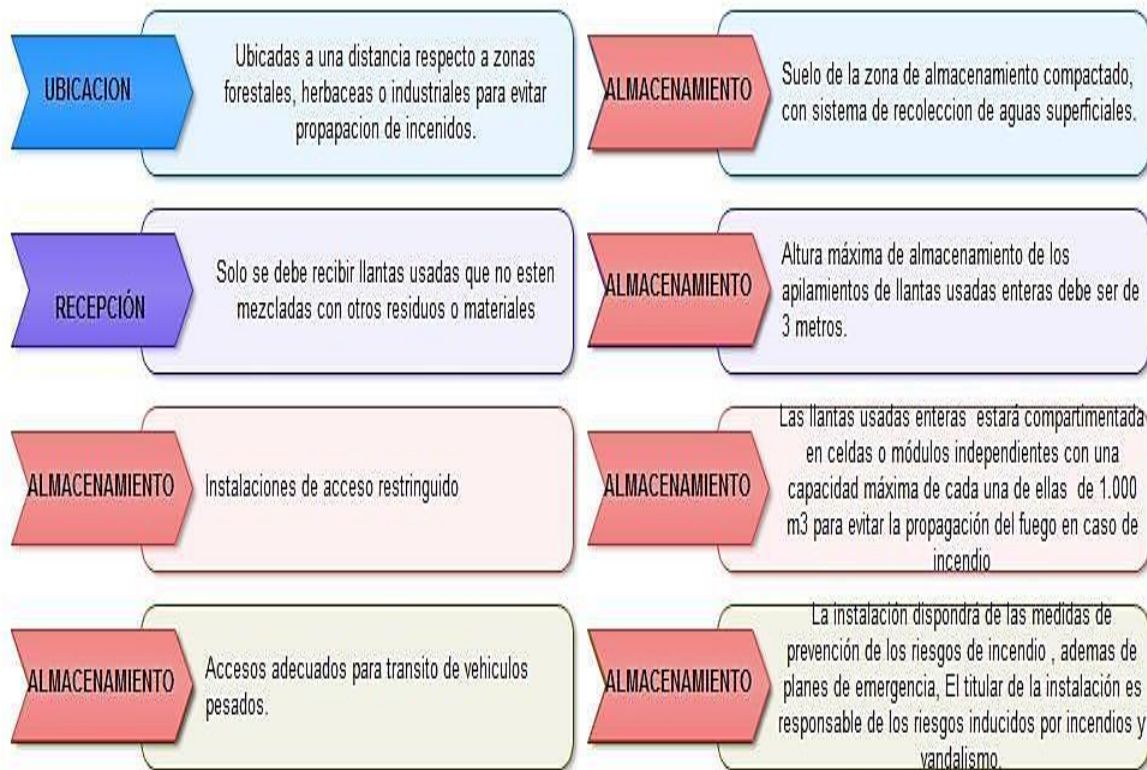 UBICACION
Ubicadas a una distancia respecto a zonas
forestales, herbaceas o industriales para evitar
propapacion de incenidos.
RECEPCIÓN
Solo se debe recibir llantas usadas que no esten
mezcladas con otros residuos o materiales
ALMACENAMIENTO
Instalaciones de acceso restringido
ALMACENAMIENTO
Accesos adecuados para transito de vehiculos
pesados.
ALMACENAMIENTO
Suelo de la zona de almacenamiento compactado,
con sistema de recoleccion de aguas superficiales.
ALMACENAMIENTO
Altura máxima de almacenamiento de los
apilamientos de llantas usadas enteras debe ser de
3 metros.
ALMACENAMIENTO
Las llantas usadas enteras estará compartimentada
en celdas o módulos independientes con una
capacidad máxima de cada una de ellas de 1.000
m3 para evitar la propagación del fuego en caso de
incendio
ALMACENAMIENTO
La instalación dispondrá de las medidas de
prevención de los riesgos de incendio , ademas de
planes de emergencia, El titular de la instalación es
responsable de los riesgos inducidos por incendios y
vandalismo.